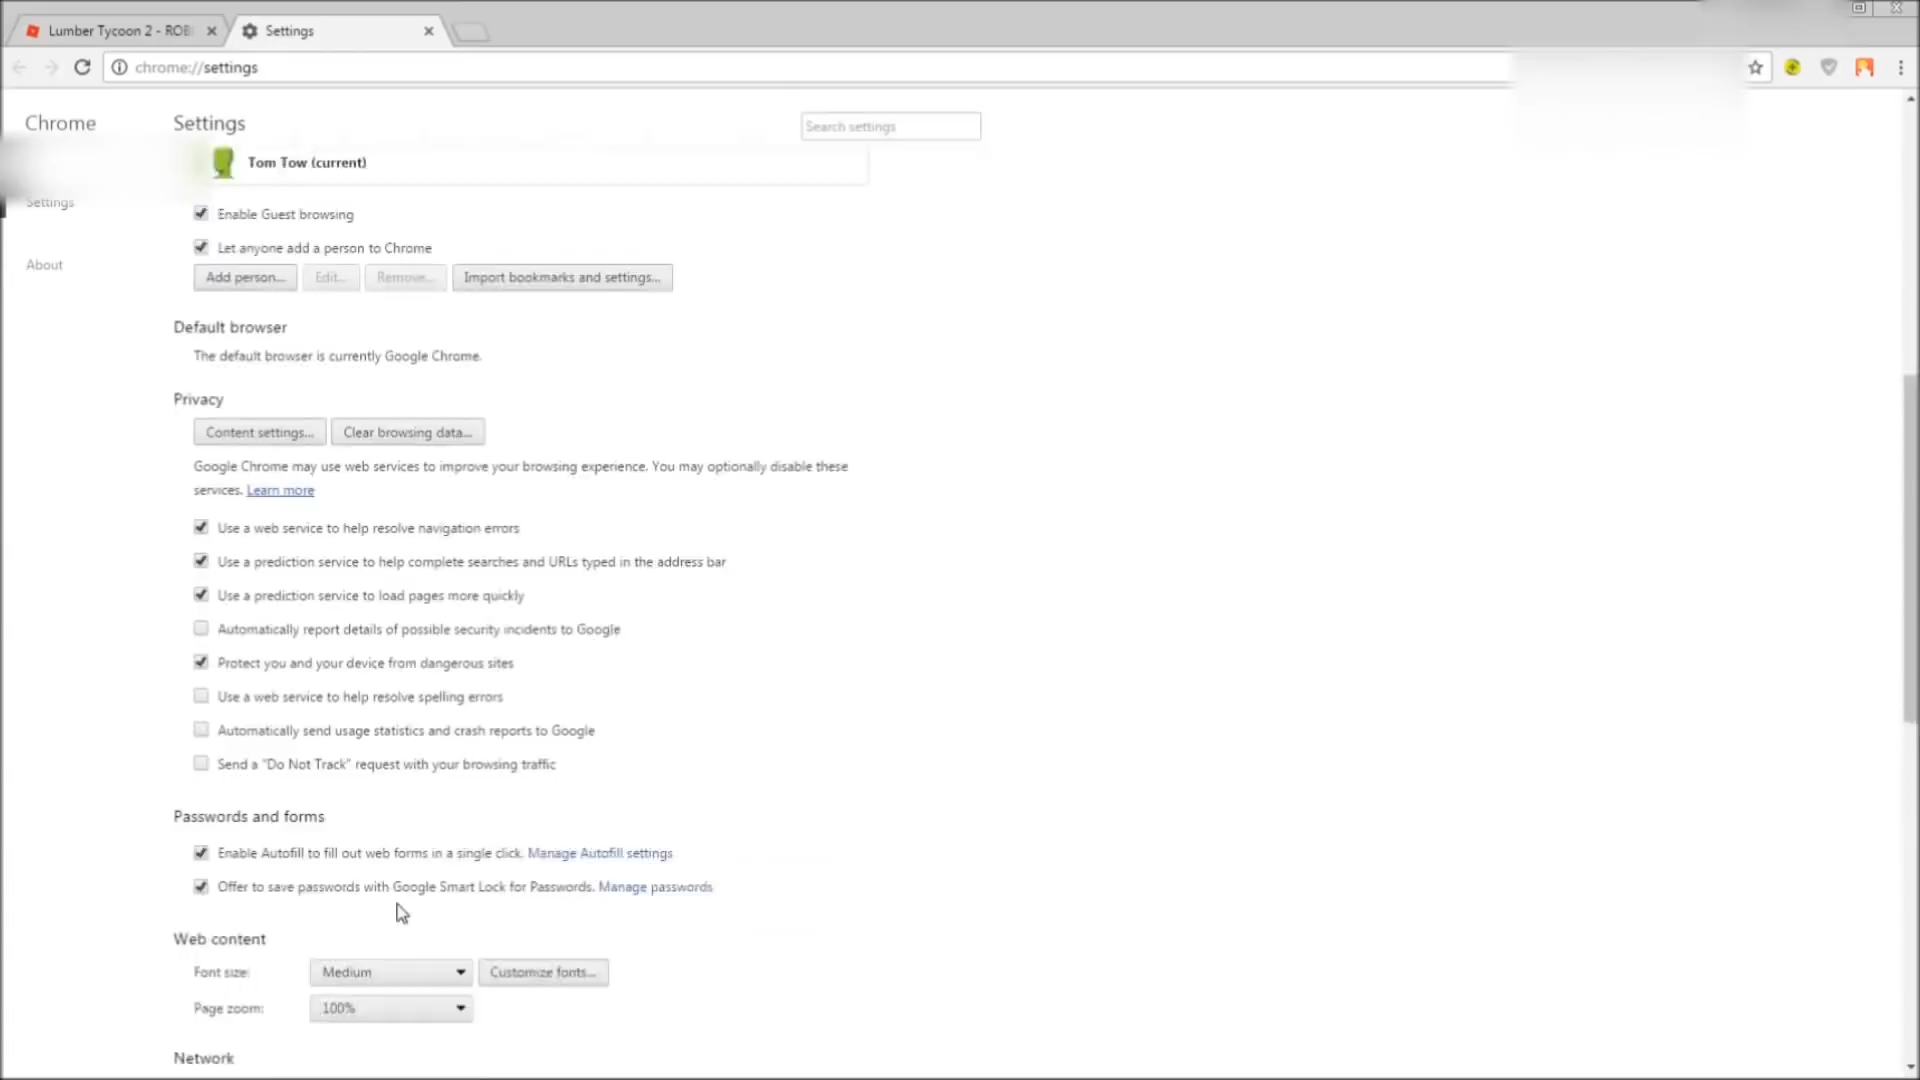 Lumber Tycoon 2 - ROB
Settings
chrome://settings
Chrome
Settings
Search settings
Tom Tow (current)
Settings
Enable Guest browsing
Let anyone add a person to Chrome
About
Add person...
Edit...
Remove...
Import bookmarks and settings...
Default browser
The default browser is currently Google Chrome.
Privacy
Content settings...
Clear browsing data...
Google Chrome may use web services to improve your browsing experience. You may optionally disable these
services. Learn more
Use a web service to help resolve navigation errors
Use a prediction service to help complete searches and URLs typed in the address bar
Use a prediction service to load pages more quickly
Automatically report details of possible security incidents to Google
Protect you and your device from dangerous sites
Use a web service to help resolve spelling errors
Automatically send usage statistics and crash reports to Google
Send a "Do Not Track" request with your browsing traffic
Passwords and forms
Enable Autofill to fill out web forms in a single click. Manage Autofill settings
Offer to save passwords with Google Smart Lock for Passwords. Manage passwords
Web content
Font size:
Medium
Customize fonts...
Page zoom:
100%
Network